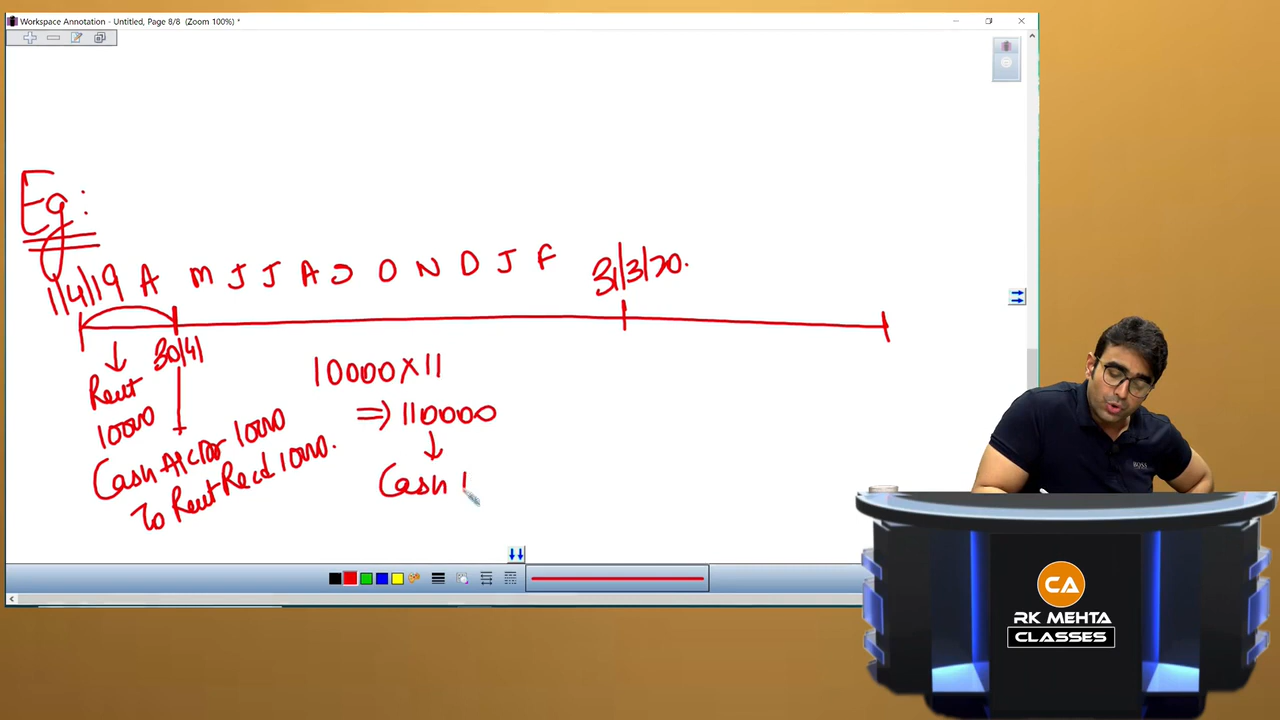 Workspace Annotation - Untitled, Page 8/8 (Zoom 100%) *
Eg:
1/4/19 A M J J A S O N D J F 31/3/20.
30/4
Rent
10000
Cash A/c Dr 10000
To Rent Recd 10000.
10000 X 11
=> 110000
Cash
BOSS
CA
RK MEHTA
CLASSES